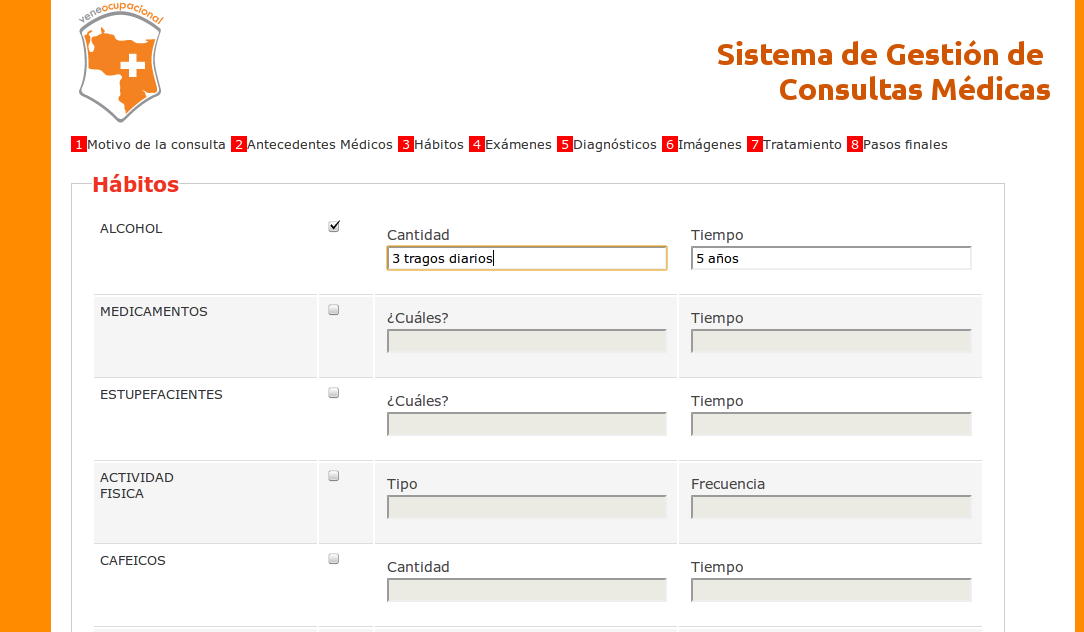 veneocupacional
Sistema de Gestión de
Consultas Médicas
1 Motivo de la consulta 2 Antecedentes Médicos 3 Hábitos 4 Exámenes 5 Diagnósticos 6 Imágenes 7 Tratamiento 8 Pasos finales
Hábitos
ALCOHOL
Cantidad
Tiempo
3 tragos diarios
5 años
MEDICAMENTOS
¿Cuáles?
Tiempo
ESTUPEFACIENTES
¿Cuáles?
Tiempo
ACTIVIDAD
FISICA
Tipo
Frecuencia
CAFEICOS
Cantidad
Tiempo